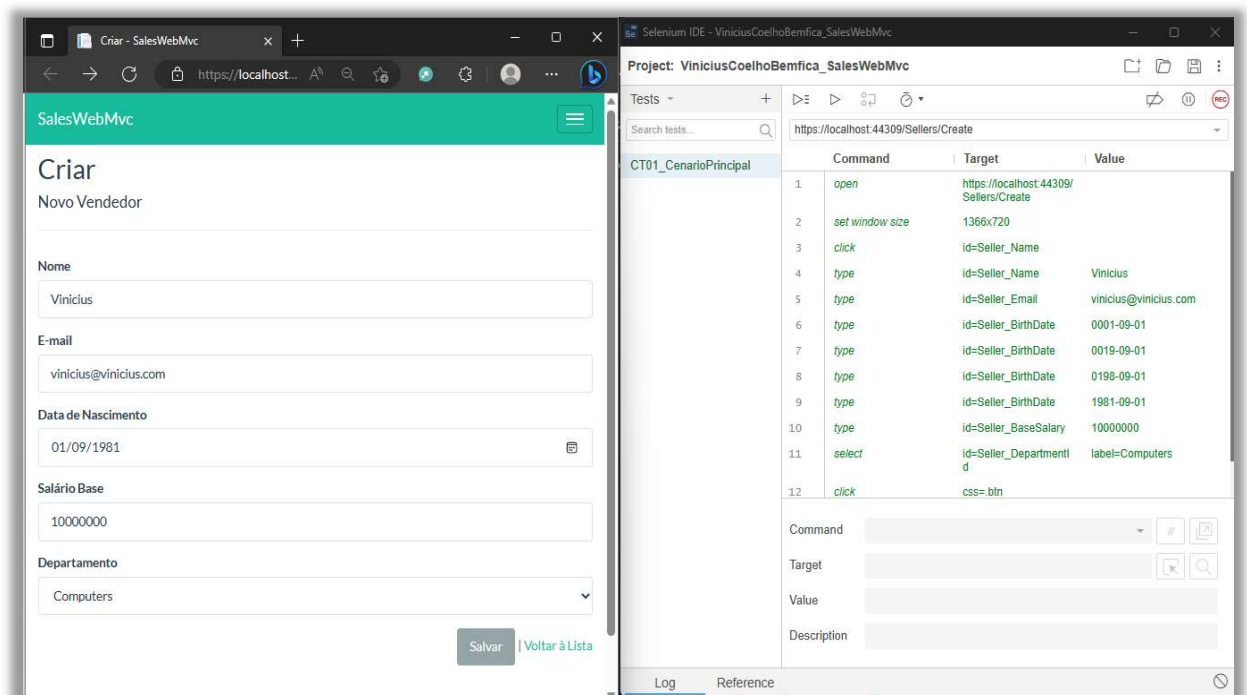 Criar - SalesWebMvc
https://localhost...
SalesWebMvc
Criar
Novo Vendedor
Nome
Vinicius
E-mail
vinicius@vinicius.com
Data de Nascimento
01/09/1981
Salário Base
10000000
Departamento
Computers
Salvar | Voltar à Lista
Se Selenium IDE - ViniciusCoelhoBemfica_SalesWebMvc
Project: ViniciusCoelhoBemfica_SalesWebMvc
Tests
REC
Search tests...
https://localhost:44309/Sellers/Create
CT01_CenarioPrincipal
Command Target Value
1 open https://localhost:44309/
Sellers/Create
2 set window size 1366x720
3 click id=Seller_Name
4 type id=Seller_Name Vinicius
5 type id=Seller_Email vinicius@vinicius.com
6 type id=Seller_BirthDate 0001-09-01
7 type id=Seller_BirthDate 0019-09-01
8 type id=Seller_BirthDate 0198-09-01
9 type id=Seller_BirthDate 1981-09-01
10 type id=Seller_BaseSalary 10000000
11 select id=Seller_DepartmentI
d label=Computers
12 click css=.btn
Command
//
Target
Value
Description
Log Reference